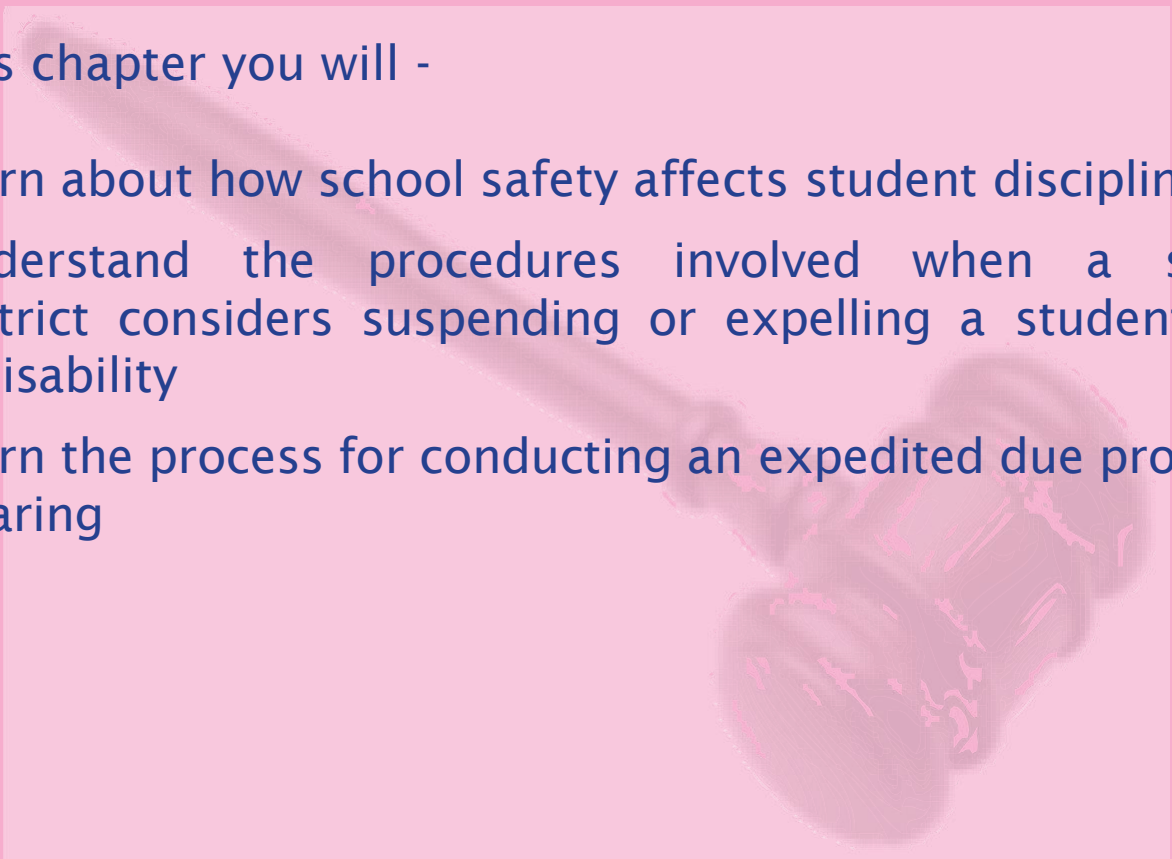 s chapter you will -
rn about how school safety affects student disciplin
derstand the procedures involved when a s
trict considers suspending or expelling a student
isability
rn the process for conducting an expedited due pro
aring